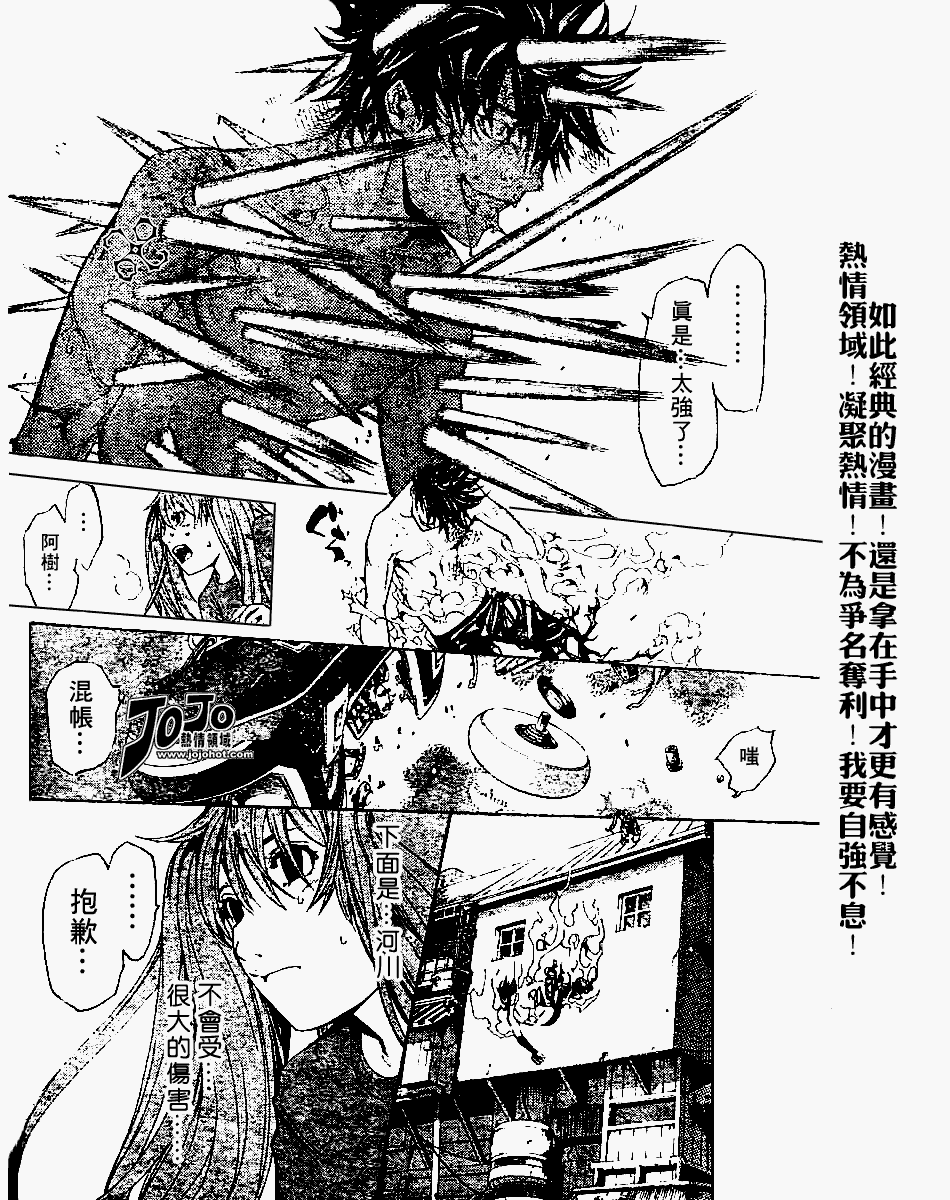 如此經典的漫畫！還是拿在手中才更有感覺！
熱情領域！凝聚熱情！不為爭名奪利！我要自強不息！
………
眞是…太強了…
…
阿樹…
嗤
混帳…
JOJO
熱情領域
www.jojohot.com
下面是…河川
不會受……
很大的傷害………
……
抱歉…